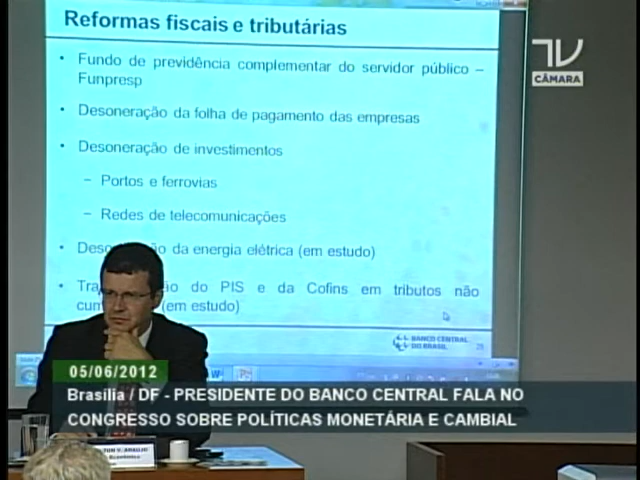 Reformas fiscais e tributárias
• Fundo de previdência complementar do servidor público –
Funpresp
• Desoneração da folha de pagamento das empresas
• Desoneração de investimentos
– Portos e ferrovias
– Redes de telecomunicações
da energia elétrica (em estudo)
do PIS e da Cofins em tributos não
(em estudo)
BANCO CENTRAL
DO BRASIL
TV
CÂMARA
05/06/2012
Brasília / DF - PRESIDENTE DO BANCO CENTRAL FALA NO
CONGRESSO SOBRE POLÍTICAS MONETÁRIA E CAMBIAL